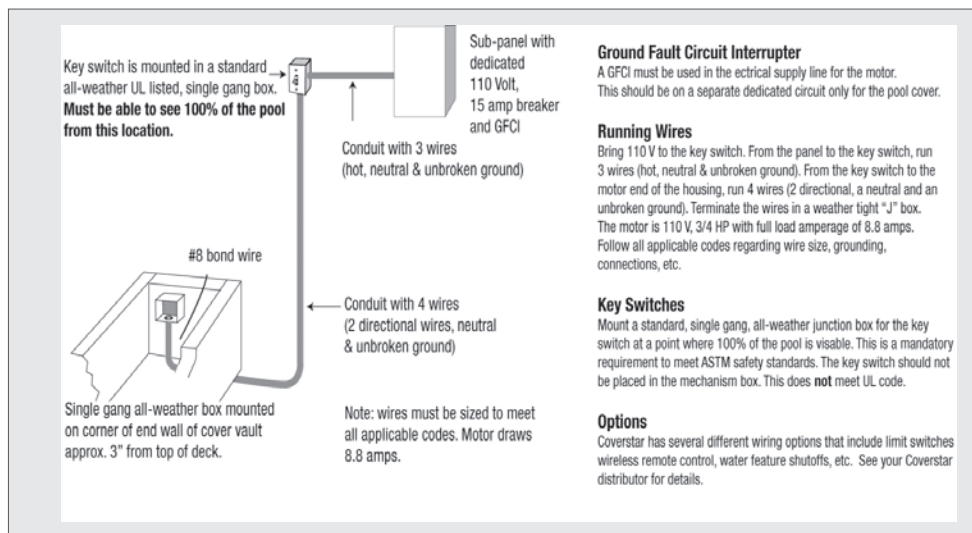 Key switch is mounted in a standard
all-weather UL listed, single gang box.
Must be able to see 100% of the pool
from this location.
Sub-panel with
dedicated
110 Volt,
15 amp breaker
and GFCI
Conduit with 3 wires
(hot, neutral & unbroken ground)
#8 bond wire
Conduit with 4 wires
(2 directional wires, neutral
& unbroken ground)
Single gang all-weather box mounted
on corner of end wall of cover vault
approx. 3" from top of deck.
Note: wires must be sized to meet
all applicable codes. Motor draws
8.8 amps.
Ground Fault Circuit Interrupter
A GFCI must be used in the ectrical supply line for the motor.
This should be on a separate dedicated circuit only for the pool cover.
Running Wires
Bring 110 V to the key switch. From the panel to the key switch, run
3 wires (hot, neutral & unbroken ground). From the key switch to the
motor end of the housing, run 4 wires (2 directional, a neutral and an
unbroken ground). Terminate the wires in a weather tight “J” box.
The motor is 110 V, 3/4 HP with full load amperage of 8.8 amps.
Follow all applicable codes regarding wire size, grounding,
connections, etc.
Key Switches
Mount a standard, single gang, all-weather junction box for the key
switch at a point where 100% of the pool is visable. This is a mandatory
requirement to meet ASTM safety standards. The key switch should not
be placed in the mechanism box. This does not meet UL code.
Options
Coverstar has several different wiring options that include limit switches
wireless remote control, water feature shutoffs, etc. See your Coverstar
distributor for details.